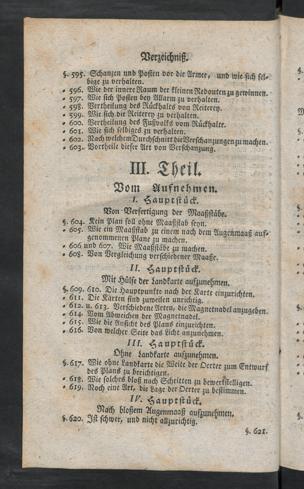 Verzeichniß.
§. 595. Schanzen und Posten vor die Armee, und wie sich sel-
bige zu verhalten.
• 596. Wie der innere Raum der kleinen Redouten zu gewinnen.
• 597. Wie sich Posten bey Allarm zu verhalten.
• 598. Vertheilung des Rückhalts von Reiterey.
• 599. Wie sich die Reiterey zu verhalten.
• 600. Vertheilung des Fußvolks vom Rückhalte.
• 601. Wie sich selbiges zu verhalten.
• 602. Nach welchem Durchschnitt die Verschanzungen zu machen.
• 603. Vortheile dieser Art von Verschanzung.
III. Theil.
Vom Aufnehmen.
I. Hauptstück.
Von Verfertigung der Maaßstäbe.
§. 604. Kein Plan soll ohne Maaßstab seyn.
• 605. Wie ein Maaßstab zu einem nach dem Augenmaaß auf-
genommenen Plane zu machen.
• 606 und 607. Wie Maaßstäbe zu machen.
• 608. Von Vergleichung verschiedener Maaße.
II. Hauptstück.
Mit Hülfe der Landkarte aufzunehmen.
§. 609. 610. Die Hauptpunkte nach der Karte einzurichten.
• 611. Die Karten sind zuweilen unrichtig.
• 612. u. 613. Verschiedene Arten, die Magnetnadel anzugeben.
• 614. Vom Abweichen der Magnetnadel.
• 615. Wie die Ansicht des Plans einzurichten.
• 616. Von welcher Seite das Licht anzunehmen.
III. Hauptstück.
Ohne Landkarte aufzunehmen.
§. 617. Wie ohne Landkarte die Weite der Oerter zum Entwurf
des Plans zu berichtigen.
• 618. Wie solches blos nach Schritten zu bewerkstelligen.
• 619. Noch eine Art, die Lage der Oerter zu bestimmen.
IV. Hauptstück.
Nach bloßem Augenmaaß aufzunehmen.
§. 620. Ist schwer, und nicht allzurichtig.
§. 621.